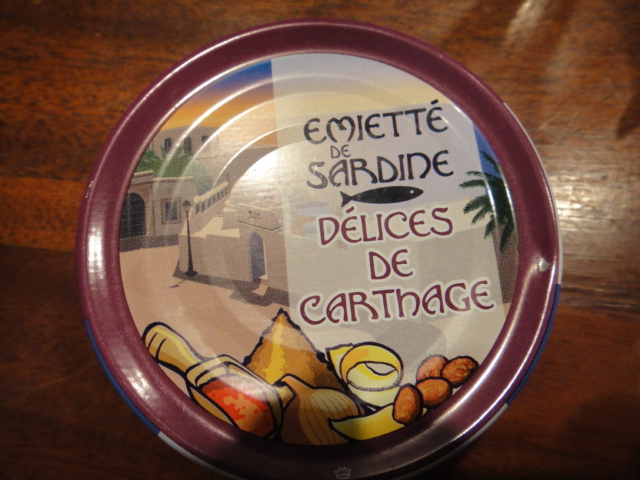 EMIETTÉ
DE
SARDINE
DÉLICES
DE
CARTHAGE